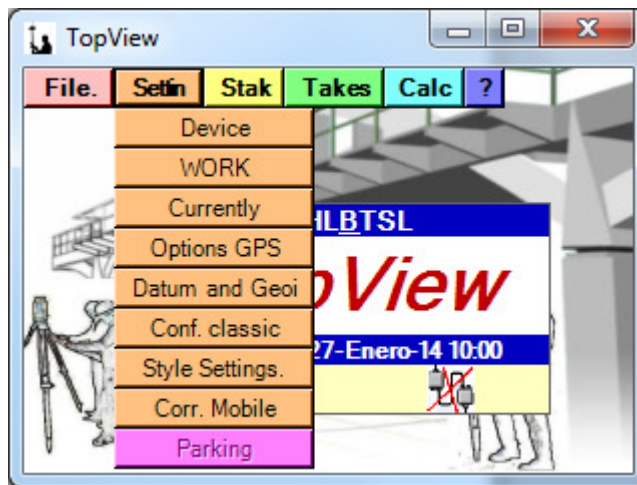 TopView
File. Settin Stak Takes Calc ?
Device
WORK
Currently
Options GPS
Datum and Geoi
Conf. classic
Style Settings.
Corr. Mobile
Parking
HLBTSL
pView
27-Enero-14 10:00